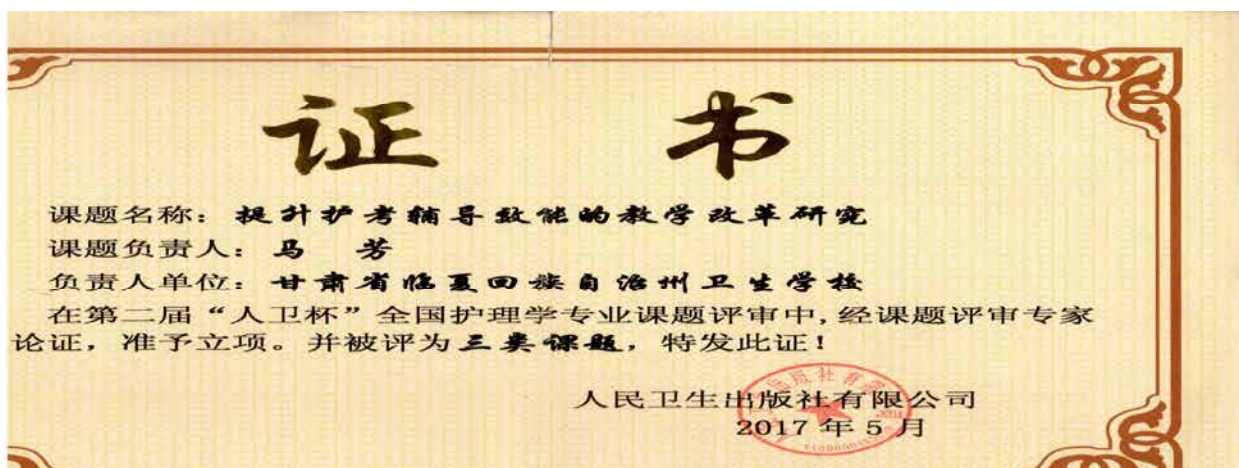 证 书
课题名称：提升护考辅导效能的教学改革研究
课题负责人：马 芳
负责人单位：甘肃省临夏回族自治州卫生学校
在第二届“人卫杯”全国护理学专业课题评审中,经课题评审专家
论证，准予立项。并被评为三类课题，特发此证！
人民卫生出版社有限公司
2017 年 5 月